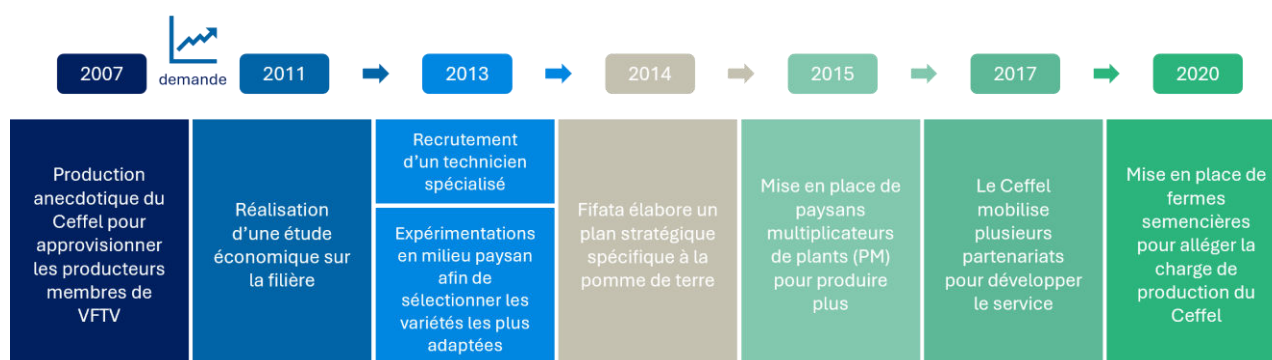 2007
demande
2011
2013
2014
2015
2017
2020
Production
anecdotique du
Ceffel pour
approvisionner
les producteurs
membres de
VFTV
Réalisation
d’une étude
économique sur
la filière
Recrutement
d’un technicien
spécialisé
Expérimentations
en milieu paysan
afin de
sélectionner les
variétés les plus
adaptées
Fifata élabore un
plan stratégique
spécifique à la
pomme de terre
Mise en place de
paysans
multiplicateurs
de plants (PM)
pour produire
plus
Le Ceffel
mobilise
plusieurs
partenariats
pour développer
le service
Mise en place de
fermes
semencières
pour alléger la
charge de
production du
Ceffel